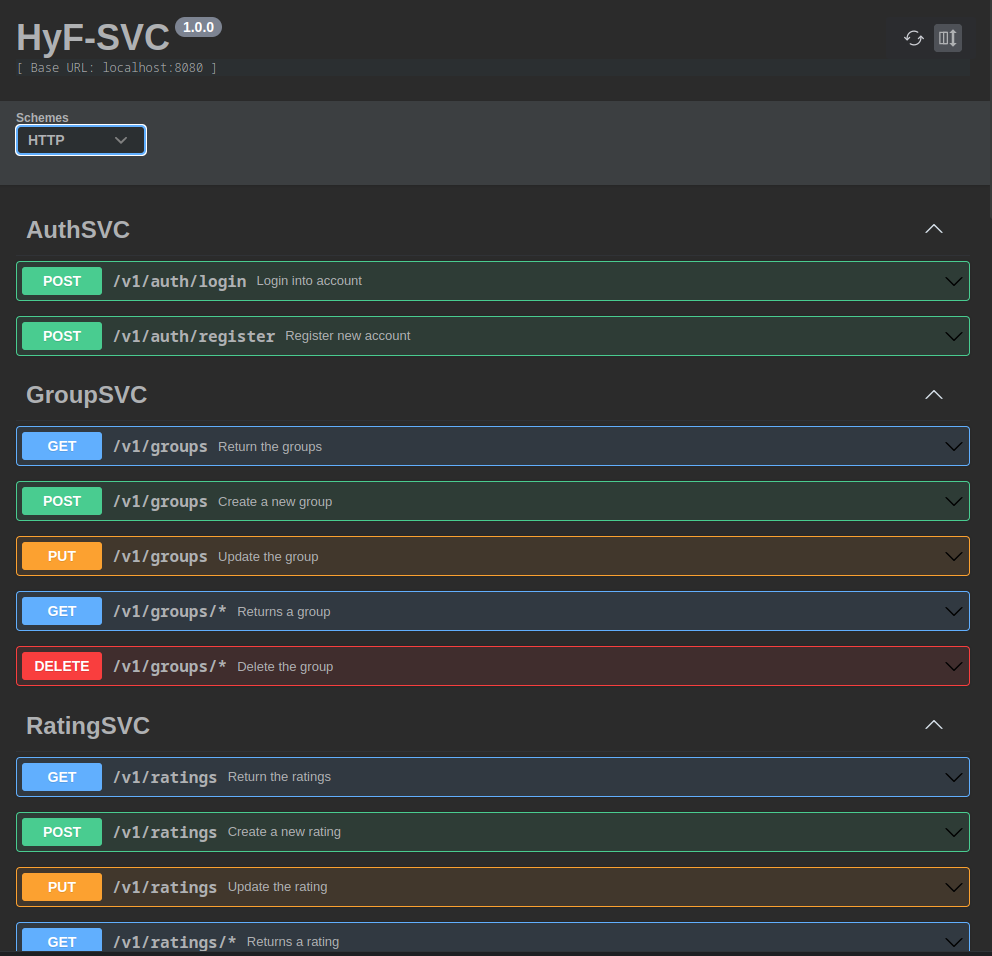 HyF-SVC 1.0.0
[ Base URL: localhost:8080 ]
Schemes
HTTP
AuthSVC
POST /v1/auth/login Login into account
POST /v1/auth/register Register new account
GroupSVC
GET /v1/groups Return the groups
POST /v1/groups Create a new group
PUT /v1/groups Update the group
GET /v1/groups/* Returns a group
DELETE /v1/groups/* Delete the group
RatingSVC
GET /v1/ratings Return the ratings
POST /v1/ratings Create a new rating
PUT /v1/ratings Update the rating
GET /v1/ratings/* Returns a rating